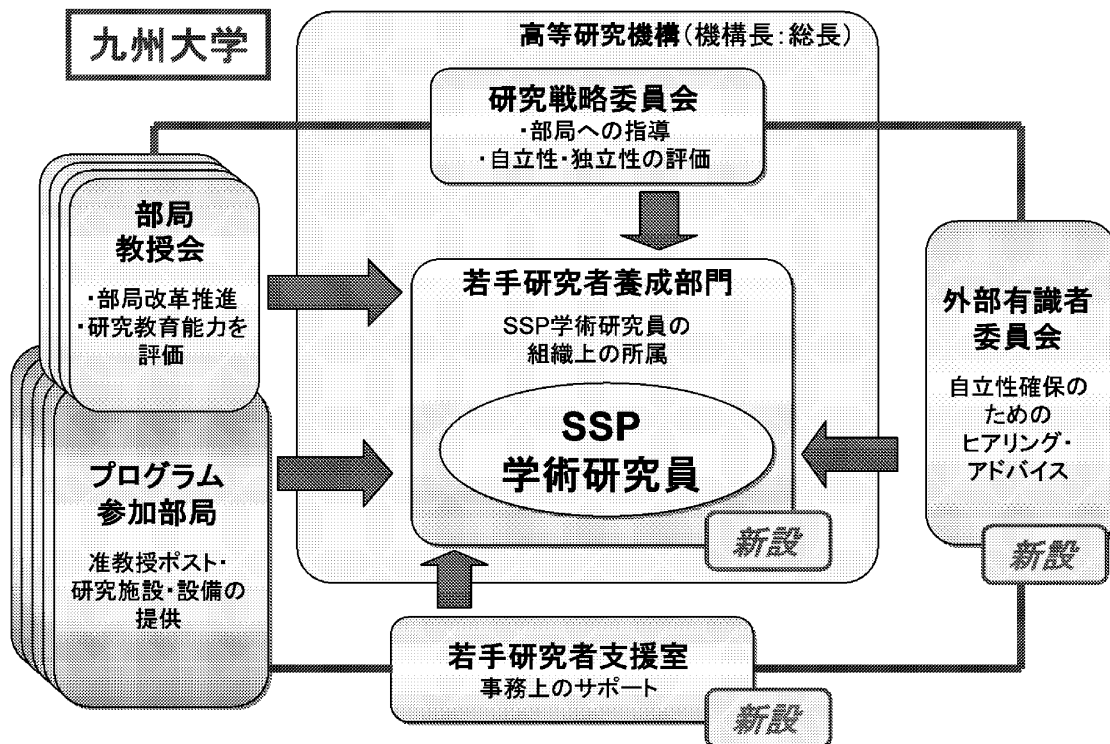 九州大学
高等研究機構(機構長:総長)
研究戦略委員会
・部局への指導
・自立性・独立性の評価
部局
教授会
・部局改革推進
・研究教育能力を
評価
若手研究者養成部門
SSP学術研究員の
組織上の所属
SSP
学術研究員
新設
外部有識者
委員会
自立性確保の
ための
ヒアリング・
アドバイス
新設
プログラム
参加部局
准教授ポスト・
研究施設・設備の
提供
若手研究者支援室
事務上のサポート
新設